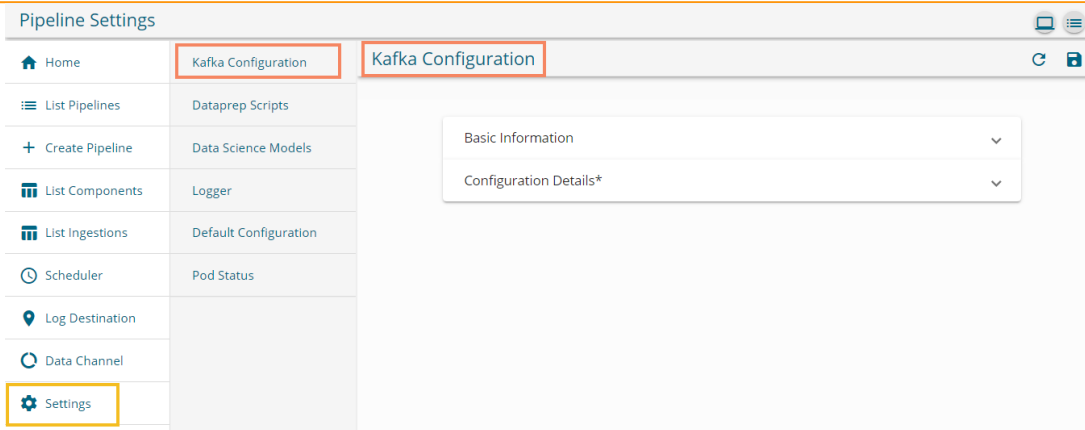 Pipeline Settings
Home
List Pipelines
Create Pipeline
List Components
List Ingestions
Scheduler
Log Destination
Data Channel
Settings
Kafka Configuration
Dataprep Scripts
Data Science Models
Logger
Default Configuration
Pod Status
Kafka Configuration
Basic Information
Configuration Details*